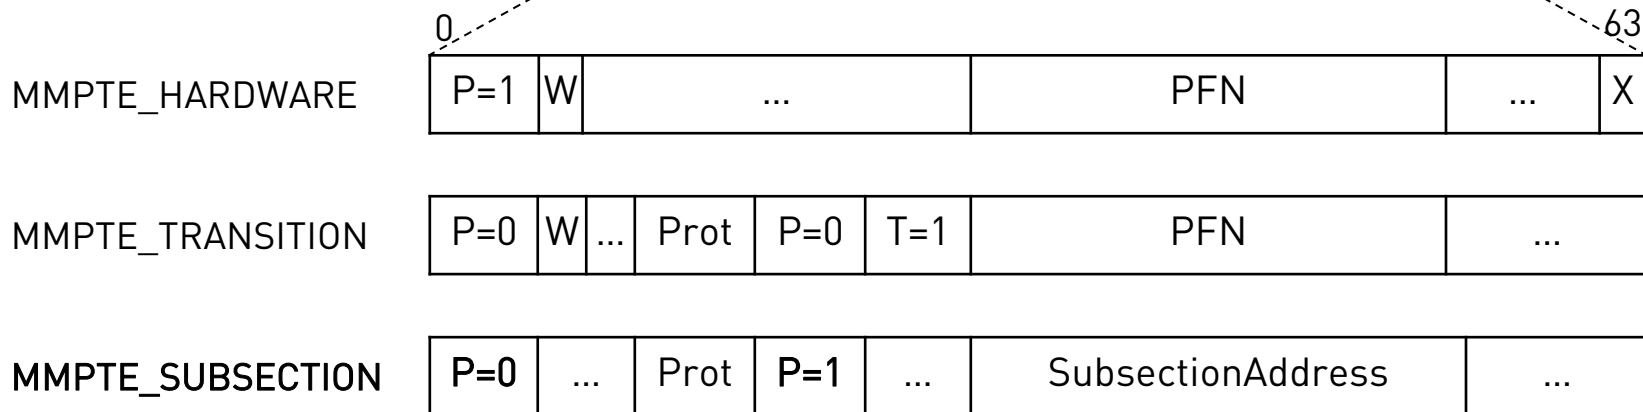 0 63
MMPTE_HARDWARE P=1 W ... PFN ... X
MMPTE_TRANSITION P=0 W ... Prot P=0 T=1 PFN ...
MMPTE_SUBSECTION P=0 ... Prot P=1 ... SubsectionAddress ...